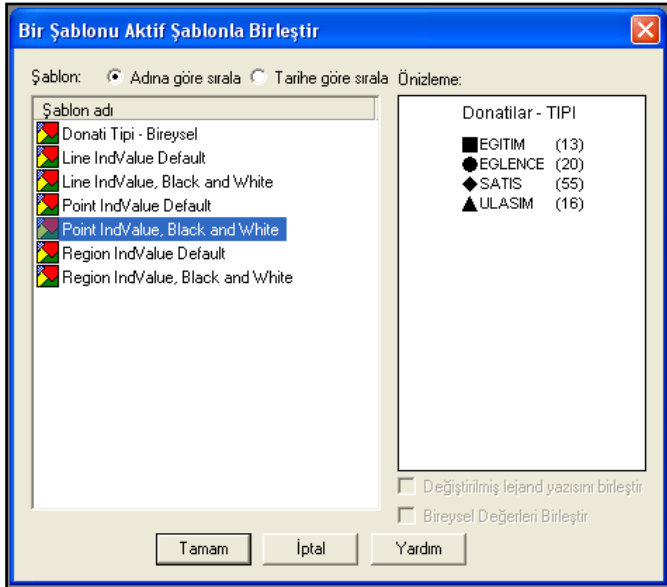 Bir Şablonu Aktif Şablonla Birleştir
Şablon: Adına göre sırala Tarihe göre sırala Önizleme:
Şablon adı
Donati Tipi - Bireysel
Line IndValue Default
Line IndValue, Black and White
Point IndValue Default
Point IndValue, Black and White
Region IndValue Default
Region IndValue, Black and White
Donatilar - TIPI
EGITIM (13)
EGLENCE (20)
SATIS (55)
ULASIM (16)
Değiştirilmiş lejand yazısını birleştir
Bireysel Değerleri Birleştir
Tamam İptal Yardım